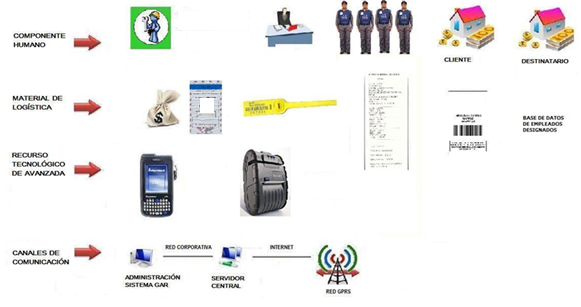 COMPONENTE
HUMANO
CLIENTE
DESTINATARIO
MATERIAL DE
LOGÍSTICA
BASE DE DATOS
DE EMPLEADOS
DESIGNADOS
RECURSO
TECNOLÓGICO
DE AVANZADA
CANALES DE
COMUNICACIÓN
RED CORPORATIVA
INTERNET
ADMINISTRACIÓN
SISTEMA GAR
SERVIDOR
CENTRAL
RED GPRS